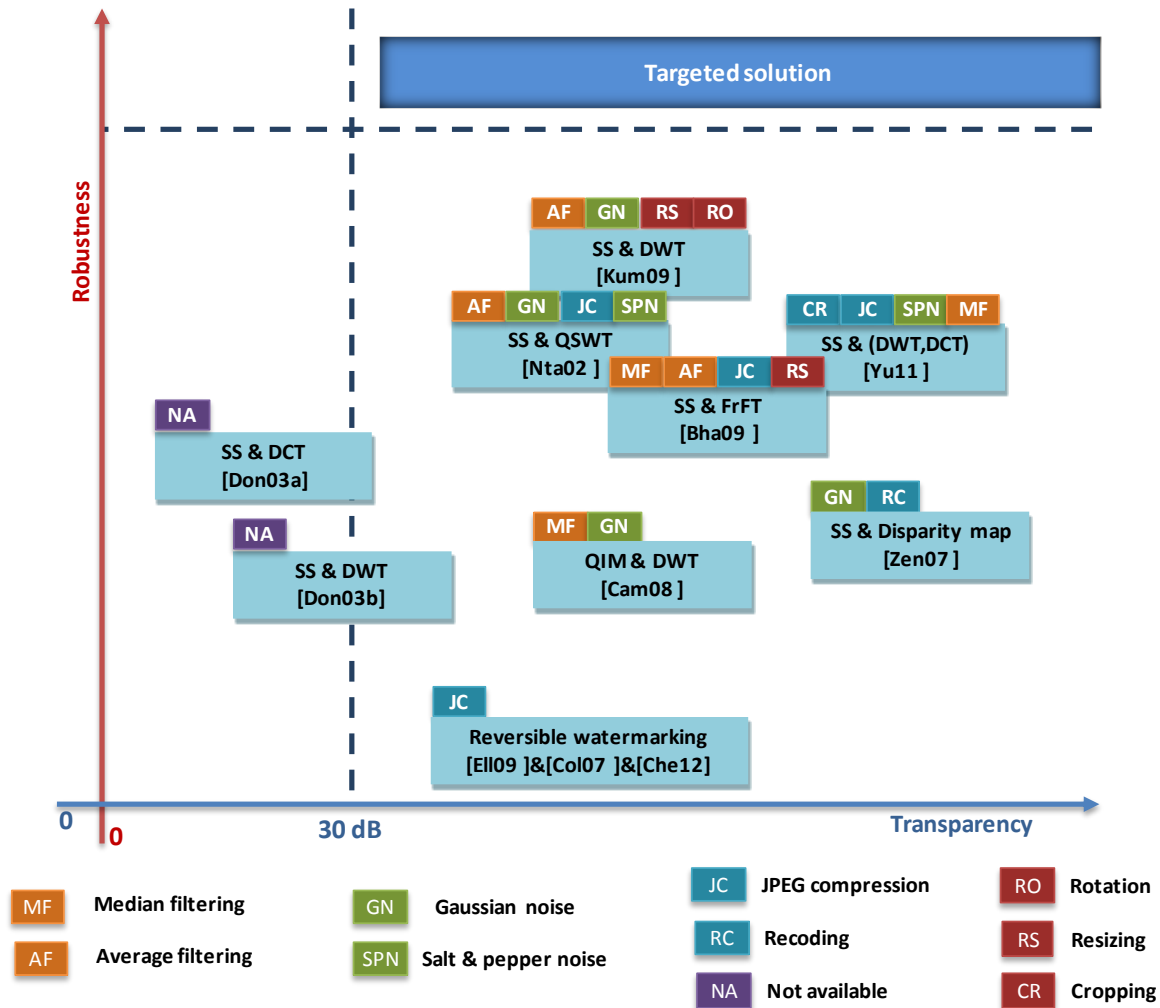 Targeted solution
Robustness
AF GN RS RO
SS & DWT
[Kum09 ]
AF GN JC SPN
SS & QSWT
[Nta02 ]
CR JC SPN MF
SS & (DWT,DCT)
[Yu11 ]
MF AF JC RS
SS & FrFT
[Bha09 ]
NA
SS & DCT
[Don03a]
NA
SS & DWT
[Don03b]
MF GN
QIM & DWT
[Cam08 ]
GN RC
SS & Disparity map
[Zen07 ]
JC
Reversible watermarking
[Ell09 ]&[Col07 ]&[Che12]
0
0
30 dB
Transparency
MF Median filtering
AF Average filtering
GN Gaussian noise
SPN Salt & pepper noise
JC JPEG compression
RC Recoding
NA Not available
RO Rotation
RS Resizing
CR Cropping